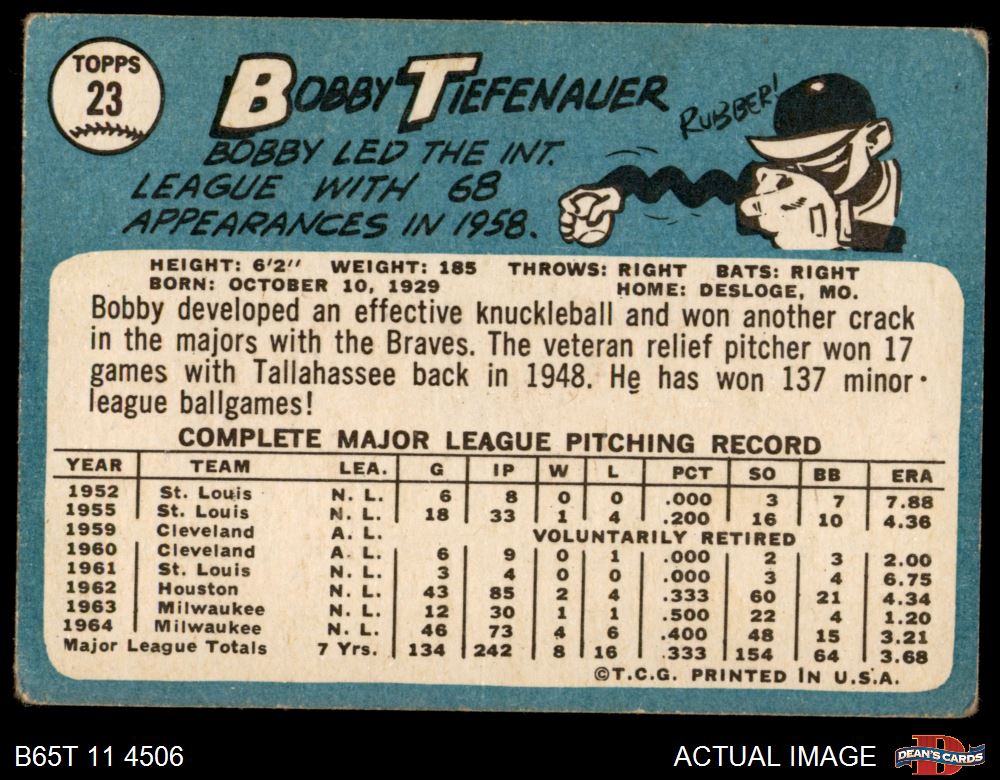 TOPPS
23
BOBBY TIEFENAUER
RUBBER!
BOBBY LED THE INT.
LEAGUE WITH 68
APPEARANCES IN 1958.
HEIGHT: 6'2" WEIGHT: 185 THROWS: RIGHT BATS: RIGHT
BORN: OCTOBER 10, 1929 HOME: DESLOGE, MO.
Bobby developed an effective knuckleball and won another crack
in the majors with the Braves. The veteran relief pitcher won 17
games with Tallahassee back in 1948. He has won 137 minor
league ballgames!
COMPLETE MAJOR LEAGUE PITCHING RECORD
YEAR TEAM LEA. G IP W L PCT SO BB ERA
1952 St. Louis N. L. 6 8 0 0 .000 3 7 7.88
1955 St. Louis N. L. 18 33 1 4 .200 16 10 4.36
1959 Cleveland A. L. VOLUNTARILY RETIRED
1960 Cleveland A. L. 6 9 0 1 .000 2 3 2.00
1961 St. Louis N. L. 3 4 0 0 .000 3 4 6.75
1962 Houston N. L. 43 85 2 4 .333 60 21 4.34
1963 Milwaukee N. L. 12 30 1 1 .500 22 4 1.20
1964 Milwaukee N. L. 46 73 4 6 .400 48 15 3.21
Major League Totals 7 Yrs. 134 242 8 16 .333 154 64 3.68
©T.C.G. PRINTED IN U.S.A.
B65T 11 4506 ACTUAL IMAGE DEAN'S CARDS